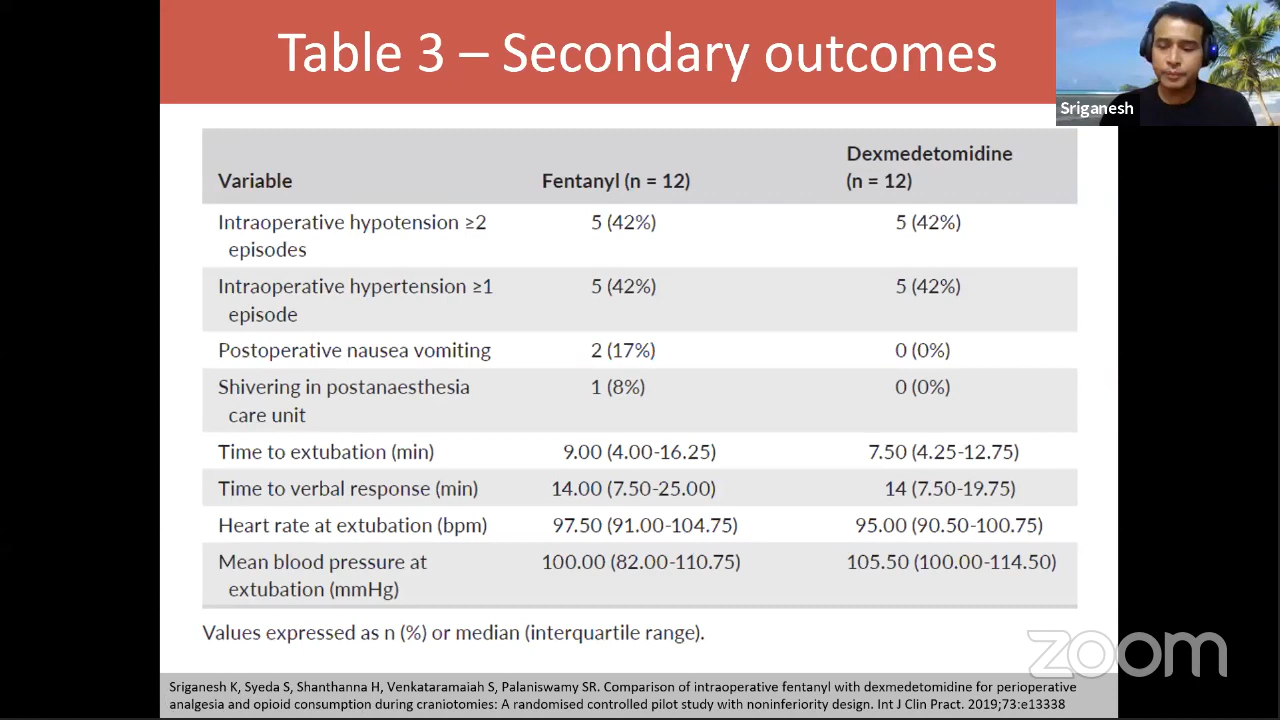 Table 3 – Secondary outcomes
Sriganesh
Variable Fentanyl (n = 12) Dexmedetomidine (n = 12)
Intraoperative hypotension ≥2 episodes 5 (42%) 5 (42%)
Intraoperative hypertension ≥1 episode 5 (42%) 5 (42%)
Postoperative nausea vomiting 2 (17%) 0 (0%)
Shivering in postanaesthesia care unit 1 (8%) 0 (0%)
Time to extubation (min) 9.00 (4.00-16.25) 7.50 (4.25-12.75)
Time to verbal response (min) 14.00 (7.50-25.00) 14 (7.50-19.75)
Heart rate at extubation (bpm) 97.50 (91.00-104.75) 95.00 (90.50-100.75)
Mean blood pressure at extubation (mmHg) 100.00 (82.00-110.75) 105.50 (100.00-114.50)
Values expressed as n (%) or median (interquartile range).
zoom
Sriganesh K, Syeda S, Shanthanna H, Venkataramaiah S, Palaniswamy SR. Comparison of intraoperative fentanyl with dexmedetomidine for perioperative
analgesia and opioid consumption during craniotomies: A randomised controlled pilot study with noninferiority design. Int J Clin Pract. 2019;73:e13338